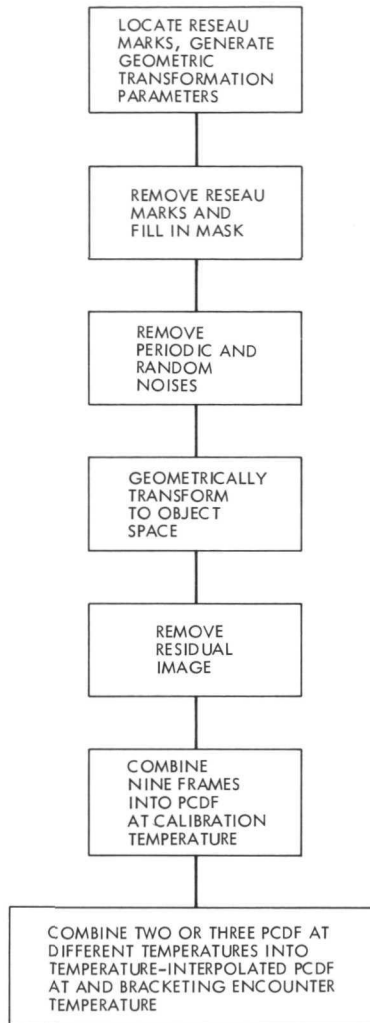 LOCATE RESEAU
MARKS, GENERATE
GEOMETRIC
TRANSFORMATION
PARAMETERS
REMOVE RESEAU
MARKS AND
FILL IN MASK
REMOVE
PERIODIC AND
RANDOM
NOISES
GEOMETRICALLY
TRANSFORM
TO OBJECT
SPACE
REMOVE
RESIDUAL
IMAGE
COMBINE
NINE FRAMES
INTO PCDF
AT CALIBRATION
TEMPERATURE
COMBINE TWO OR THREE PCDF AT
DIFFERENT TEMPERATURES INTO
TEMPERATURE-INTERPOLATED PCDF
AT AND BRACKETING ENCOUNTER
TEMPERATURE